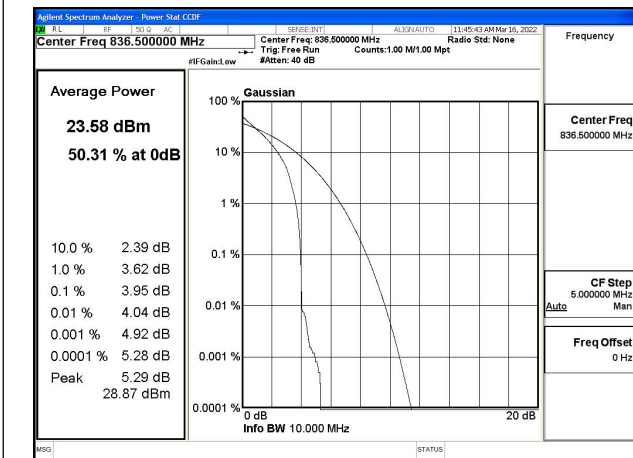 Agilent Spectrum Analyzer - Power Stat CCDF
RL RF 50 Ω AC SENSE:INT ALIGN AUTO 11:45:43 AM Mar 16, 2022
Center Freq 836.500000 MHz
Center Freq: 836.500000 MHz Radio Std: None
Trig: Free Run Counts:1.00 M/1.00 Mpt
#IFGain:Low #Atten: 40 dB
Frequency
Average Power
23.58 dBm
50.31 % at 0dB
10.0 % 2.39 dB
1.0 % 3.62 dB
0.1 % 3.95 dB
0.01 % 4.04 dB
0.001 % 4.92 dB
0.0001 % 5.28 dB
Peak 5.29 dB
28.87 dBm
Gaussian
100 %
10 %
1 %
0.1 %
0.01 %
0.001 %
0.0001 %
0 dB 20 dB
Info BW 10.000 MHz
Center Freq
836.500000 MHz
CF Step
5.000000 MHz
Auto Man
Freq Offset
0 Hz
MSG STATUS